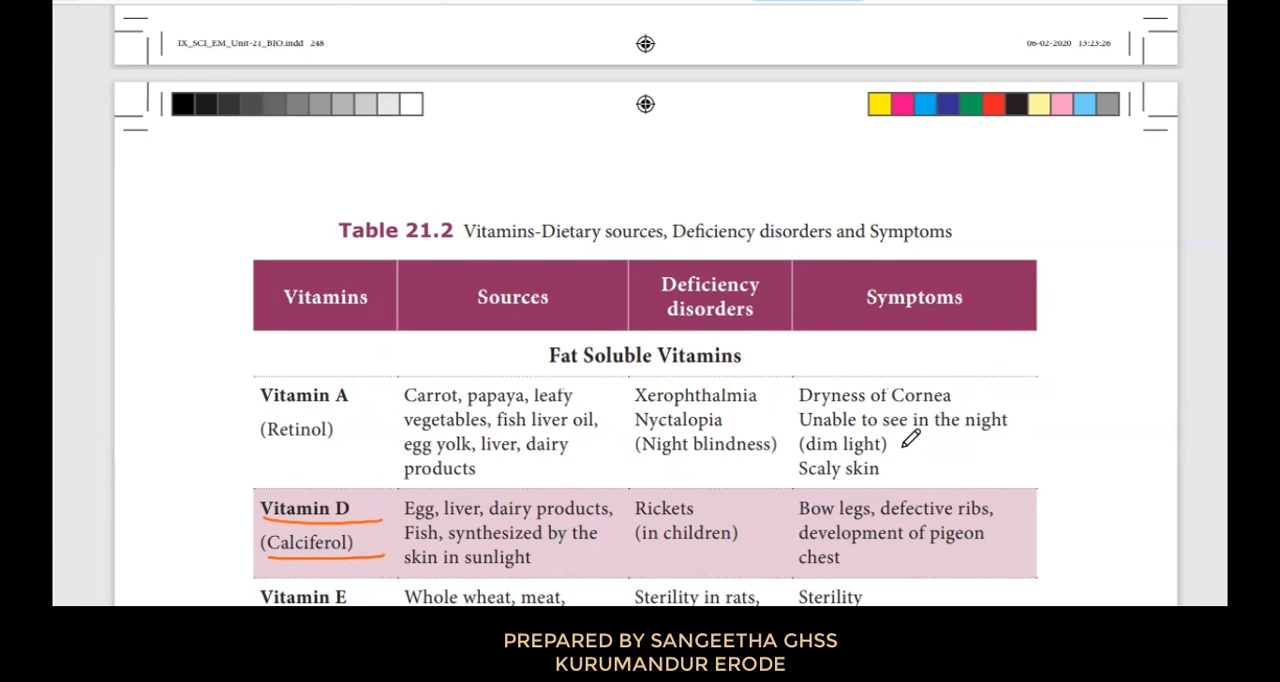 IX_SCI_EM_Unit-21_BIO.indd 248
06-02-2020 13:23:26
Table 21.2 Vitamins-Dietary sources, Deficiency disorders and Symptoms
Vitamins
Sources
Deficiency
disorders
Symptoms
Fat Soluble Vitamins
Vitamin A
(Retinol)
Carrot, papaya, leafy
vegetables, fish liver oil,
egg yolk, liver, dairy
products
Xerophthalmia
Nyctalopia
(Night blindness)
Dryness of Cornea
Unable to see in the night
(dim light)
Scaly skin
Vitamin D
(Calciferol)
Egg, liver, dairy products,
Fish, synthesized by the
skin in sunlight
Rickets
(in children)
Bow legs, defective ribs,
development of pigeon
chest
Vitamin E
Whole wheat, meat,
Sterility in rats,
Sterility
PREPARED BY SANGEETHA GHSS
KURUMANDUR ERODE